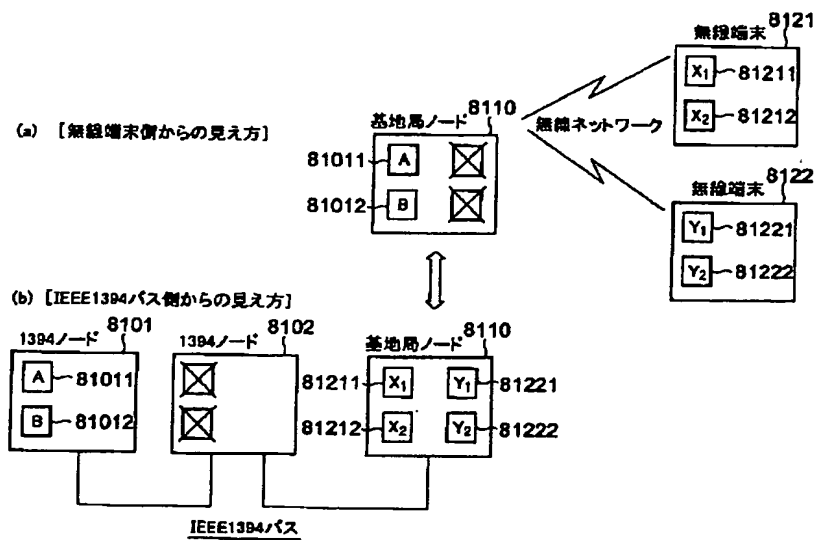 無線端末 8121
X1 81211
X2 81212
(a) [無線端末側からの見え方]
基地局ノード 8110
無線ネットワーク
81011 A
81012 B
無線端末 8122
Y1 81221
Y2 81222
(b) [IEEE1394バス側からの見え方]
1394ノード 8101
A 81011
B 81012
1394ノード 8102
基地局ノード 8110
81211 X1 Y1 81221
81212 X2 Y2 81222
IEEE1394バス